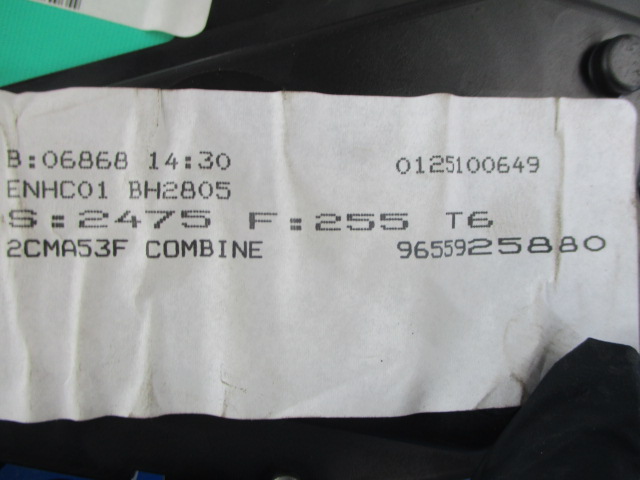 B:06868 14:30 0125100649
ENHC01 BH2805
S:2475 F:255 T6
2CMA53F COMBINE 9655925880